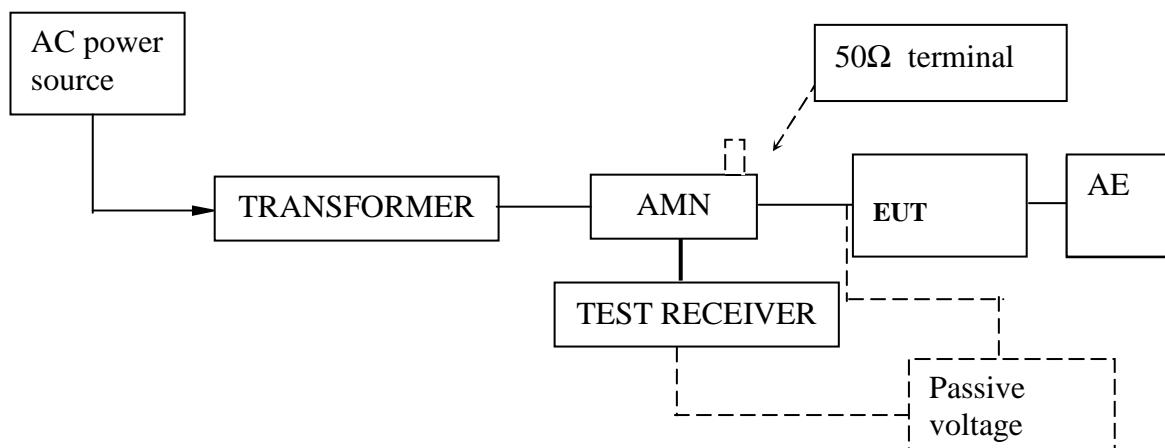 AC power
source
50Ω terminal
TRANSFORMER
AMN
EUT
AE
TEST RECEIVER
Passive
voltage